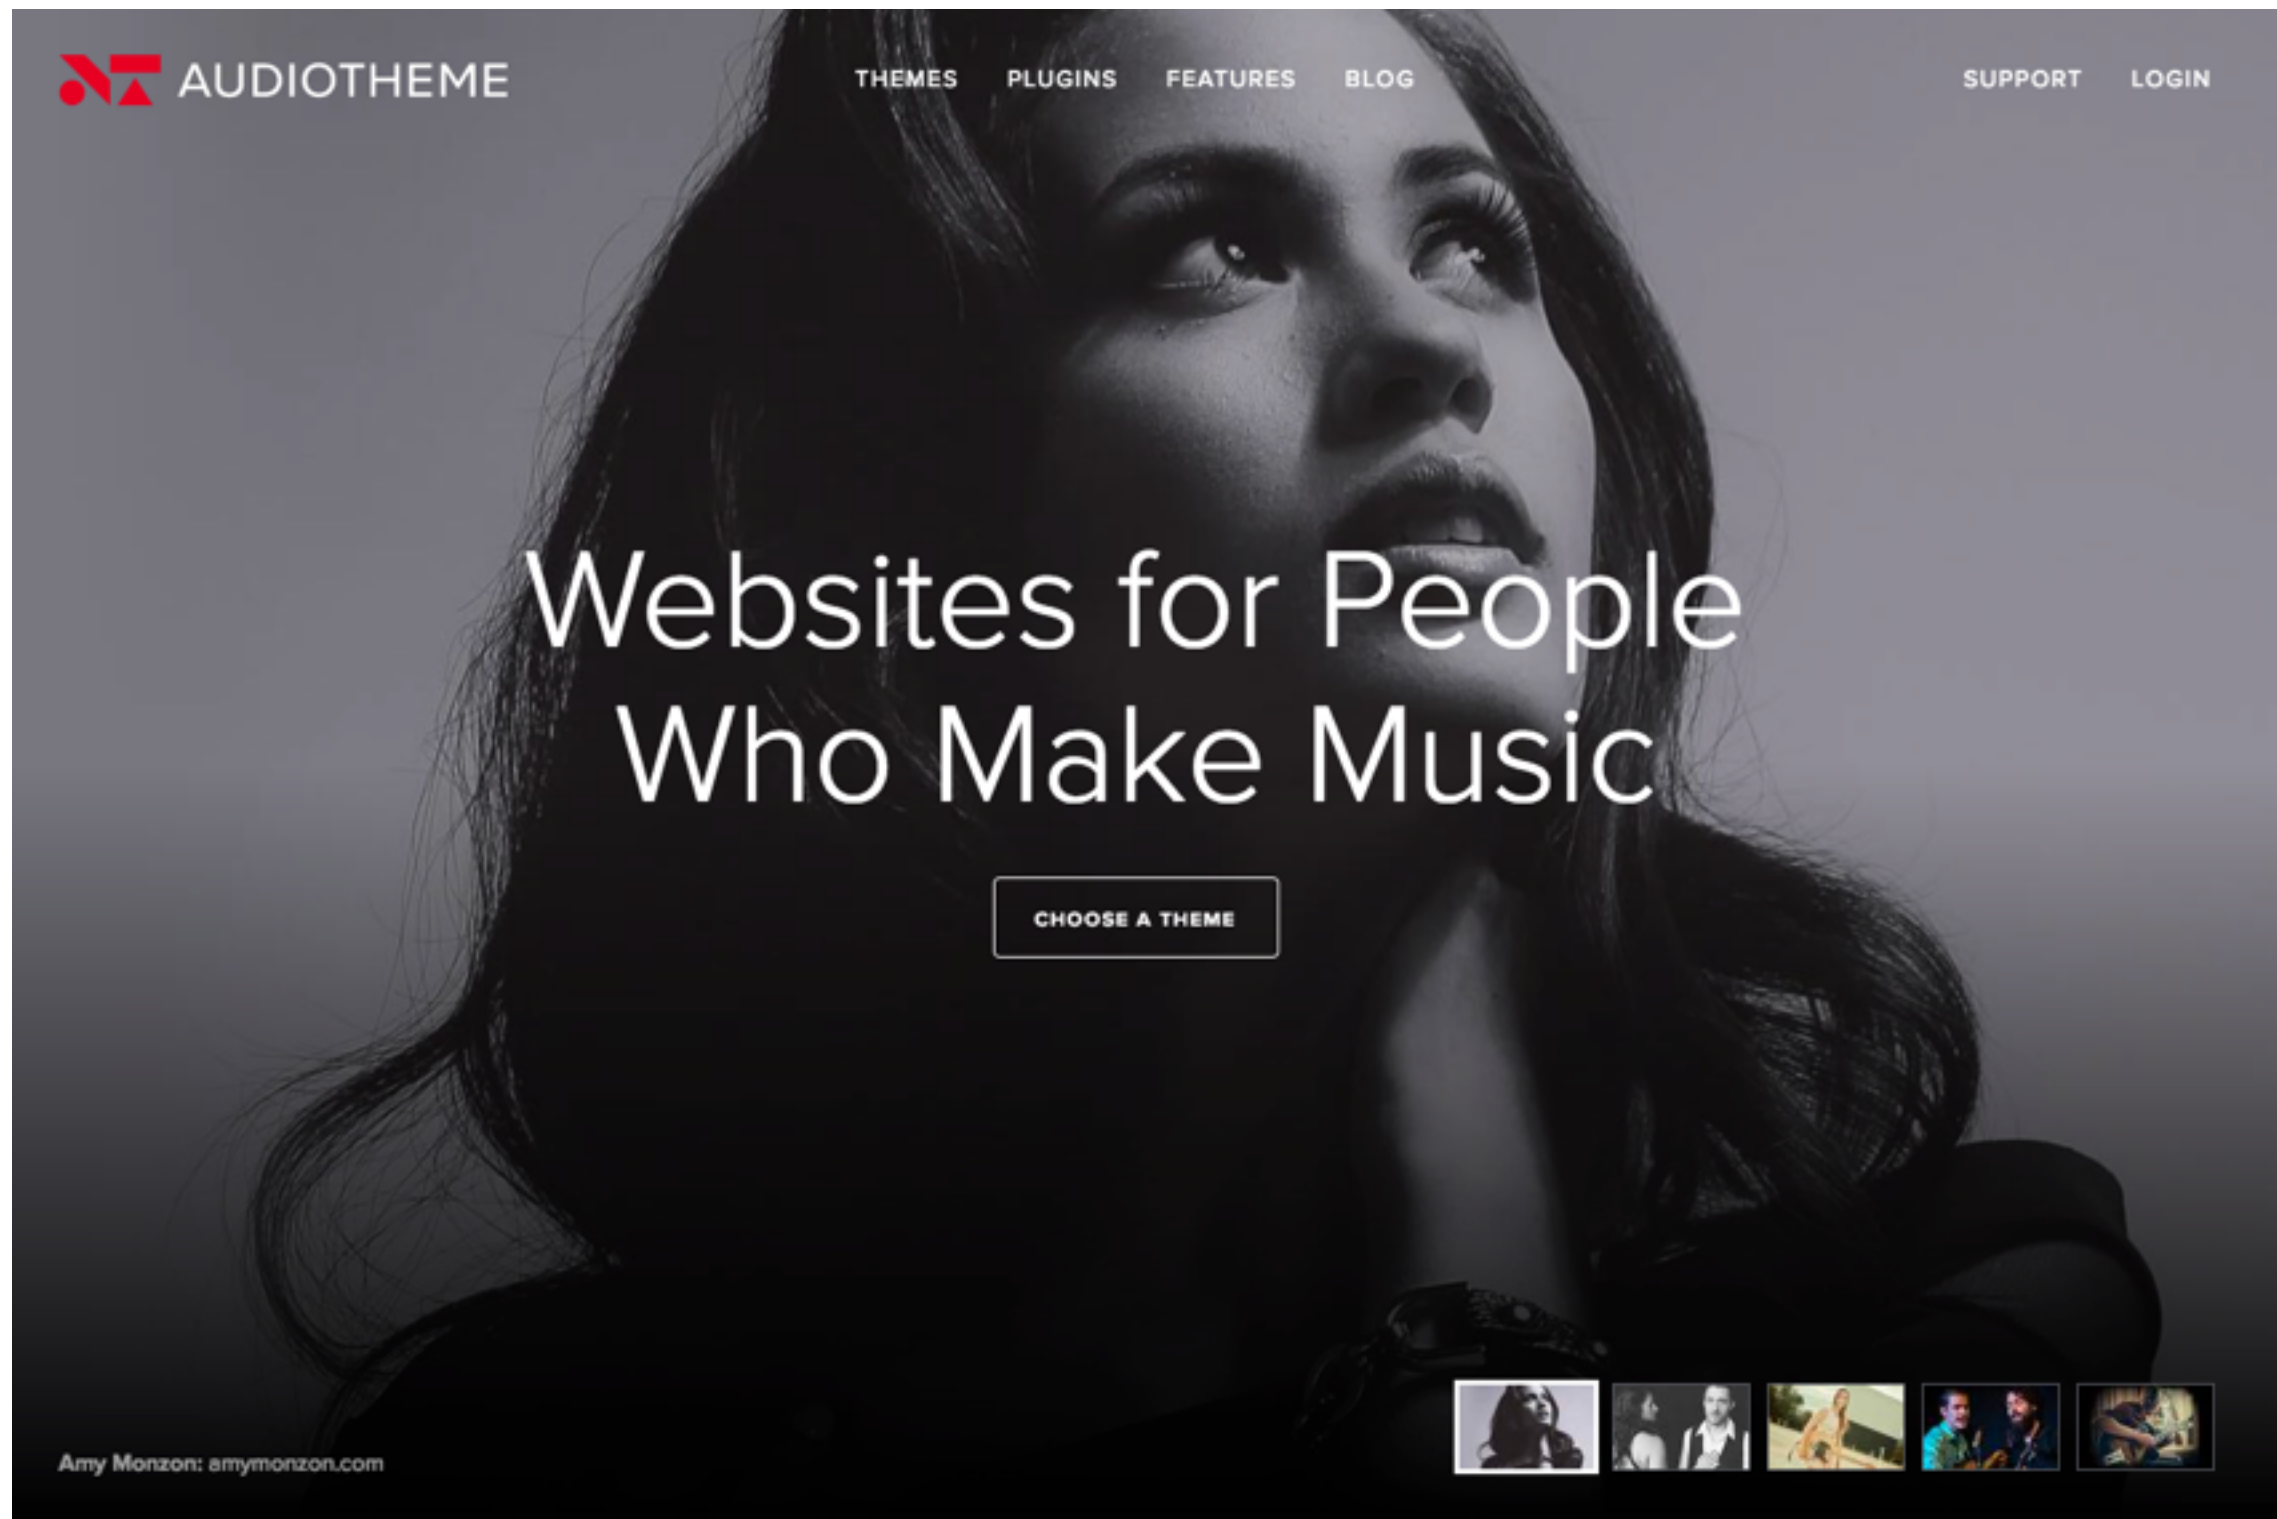 AUDIOTHEME
THEMES PLUGINS FEATURES BLOG
SUPPORT LOGIN
Websites for People
Who Make Music
CHOOSE A THEME
Amy Monzon: amymonzon.com